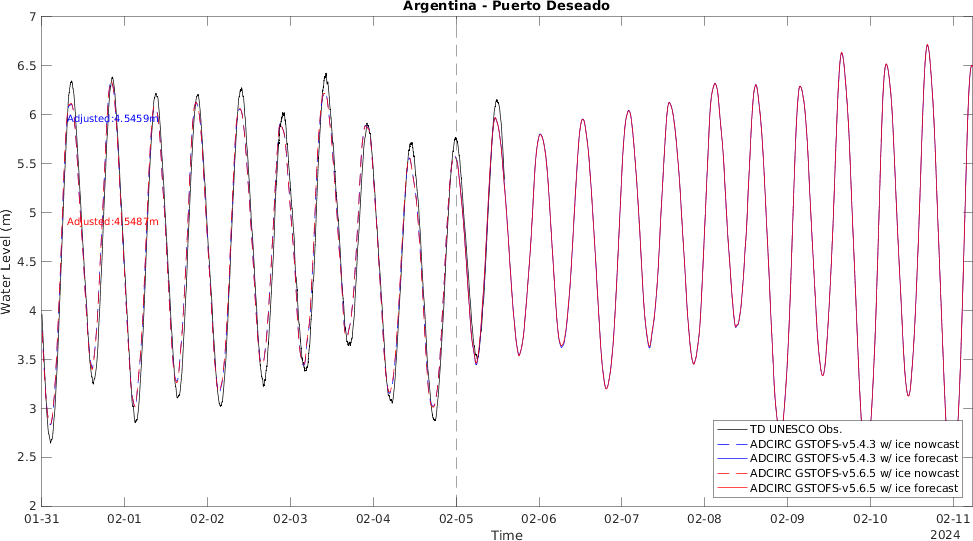 Argentina - Puerto Deseado
7
6.5
6
5.5
5
4.5
4
3.5
3
2.5
2
Water Level (m)
Adjusted:4.5459m
Adjusted:4.5487m
TD UNESCO Obs.
ADCIRC GSTOFS-v5.4.3 w/ ice nowcast
ADCIRC GSTOFS-v5.4.3 w/ ice forecast
ADCIRC GSTOFS-v5.6.5 w/ ice nowcast
ADCIRC GSTOFS-v5.6.5 w/ ice forecast
01-31 02-01 02-02 02-03 02-04 02-05 02-06 02-07 02-08 02-09 02-10 02-11
Time 2024